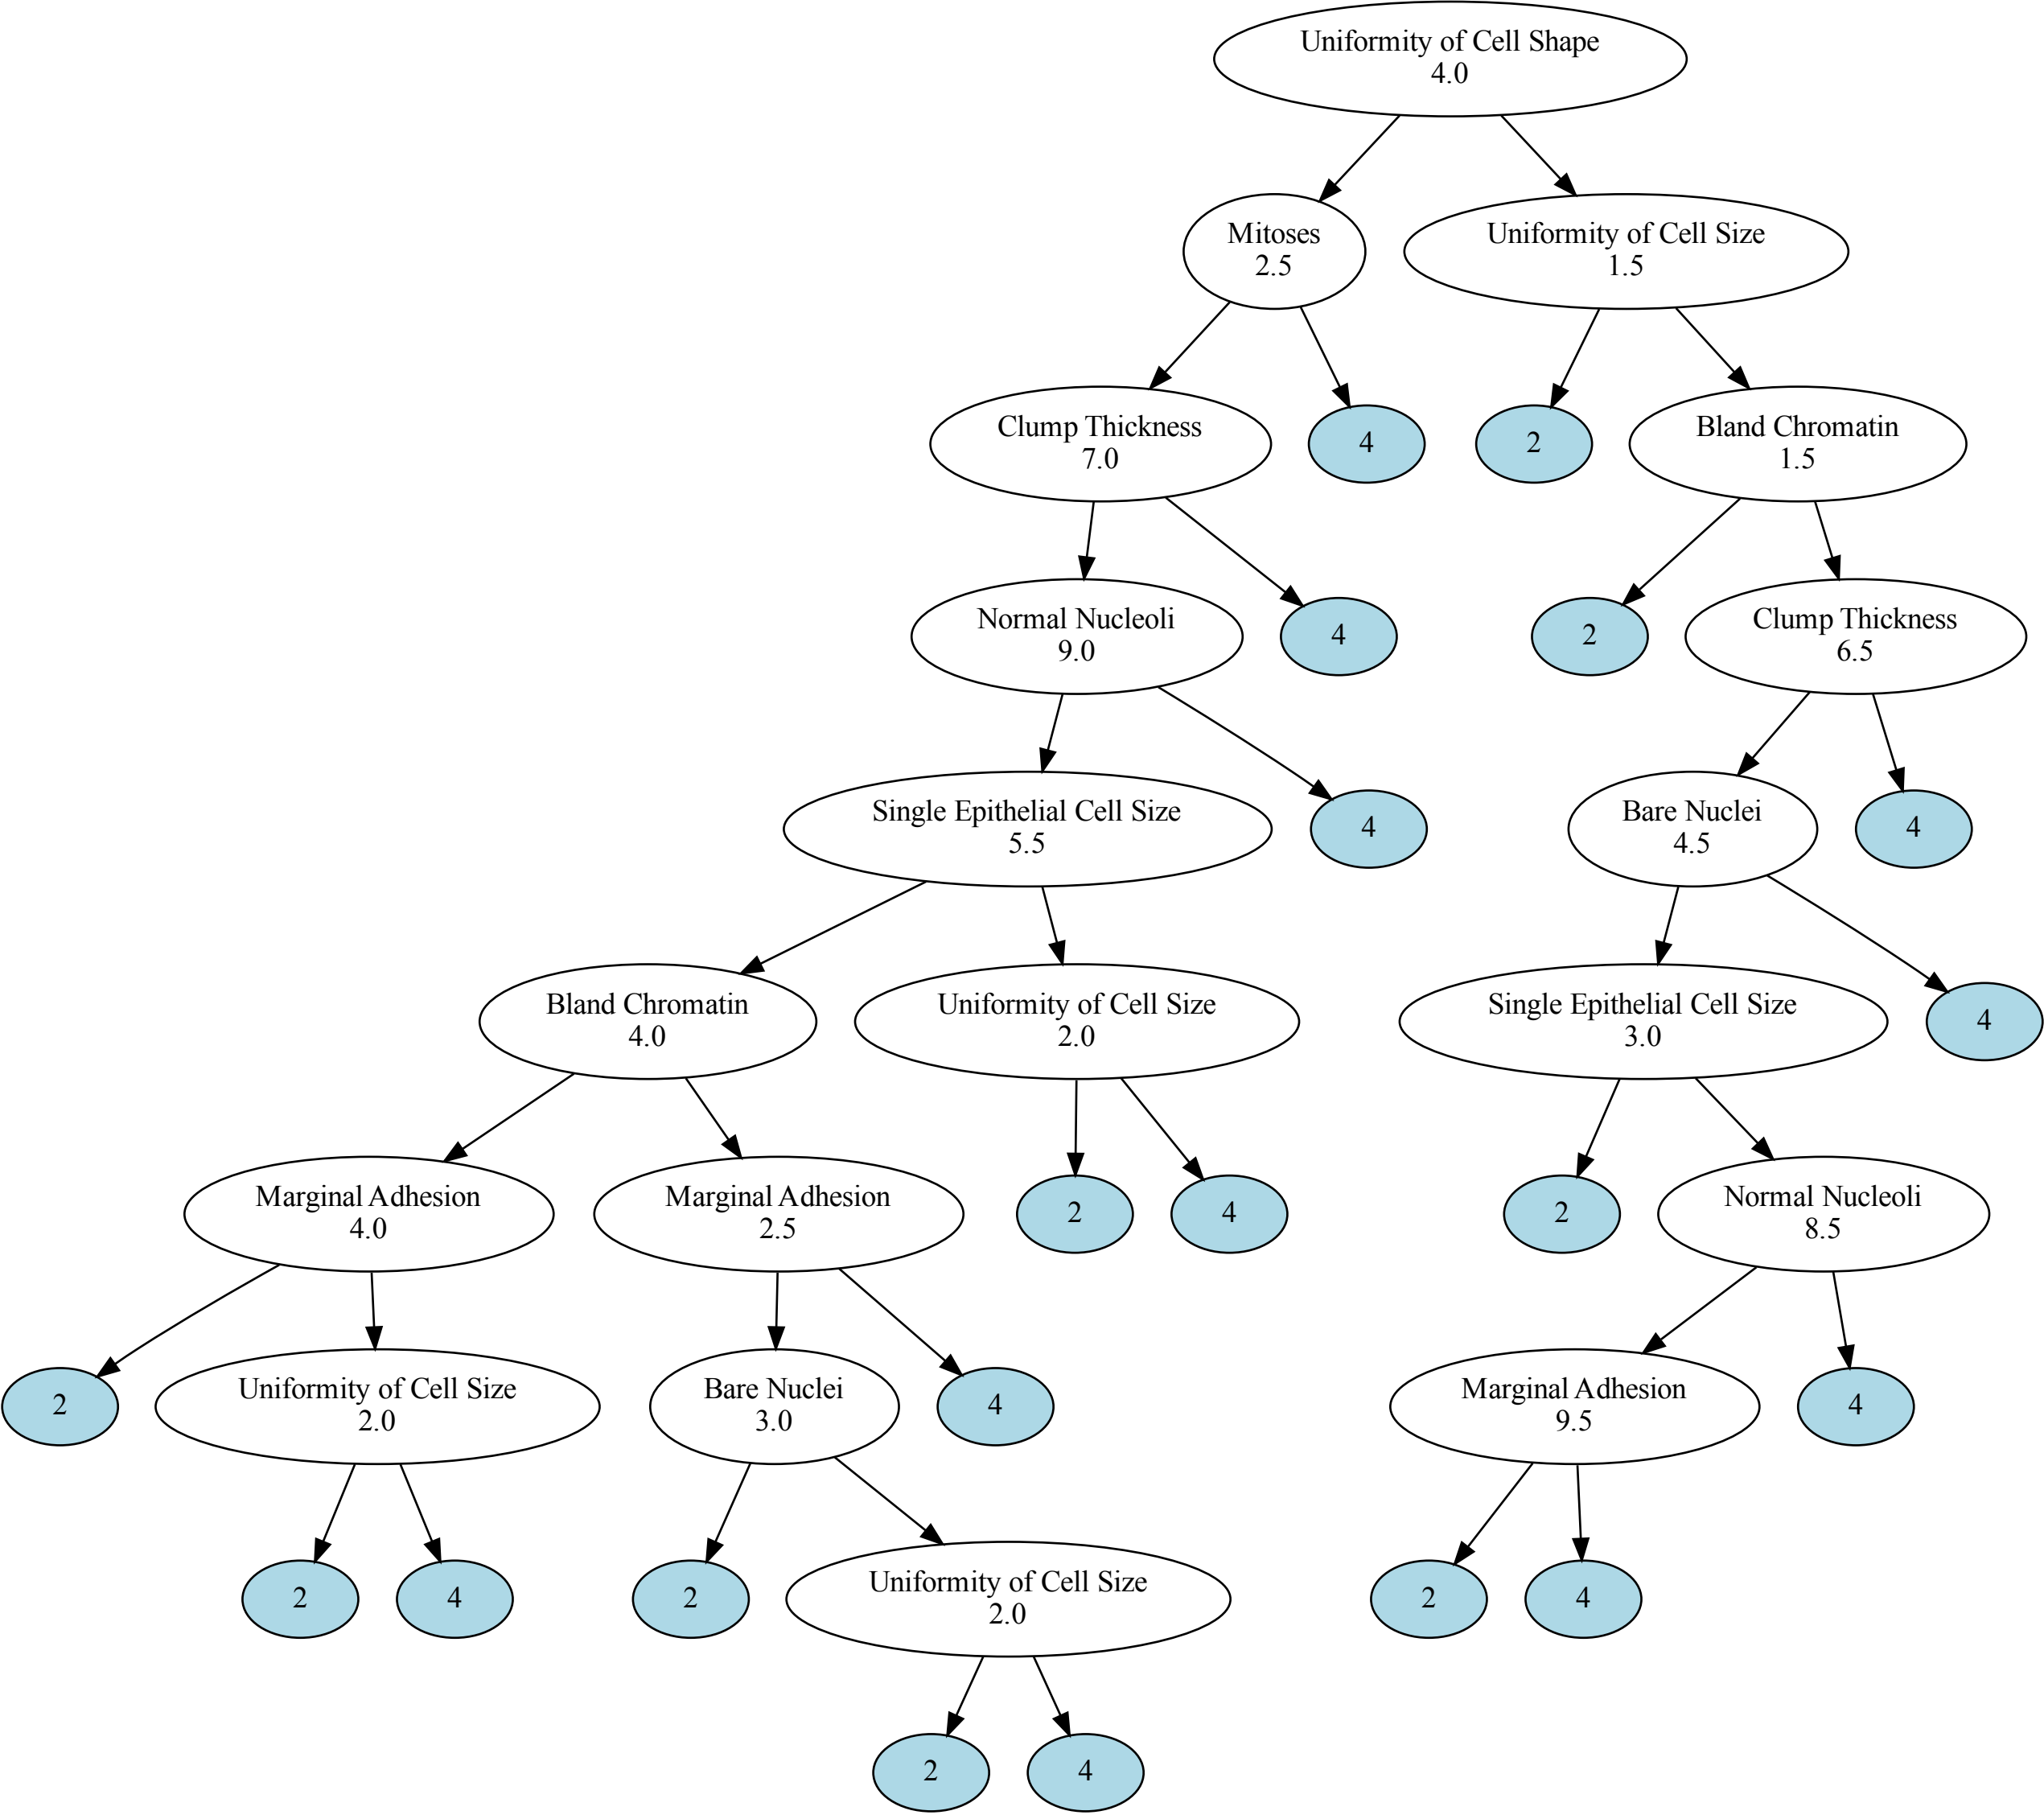 Uniformity of Cell Shape
4.0
Mitoses
2.5
Uniformity of Cell Size
1.5
Clump Thickness
7.0
4
2
Bland Chromatin
1.5
Normal Nucleoli
9.0
4
2
Clump Thickness
6.5
Single Epithelial Cell Size
5.5
4
Bare Nuclei
4.5
4
Bland Chromatin
4.0
Uniformity of Cell Size
2.0
Single Epithelial Cell Size
3.0
4
Marginal Adhesion
4.0
Marginal Adhesion
2.5
2
4
2
Normal Nucleoli
8.5
2
Uniformity of Cell Size
2.0
Bare Nuclei
3.0
4
Marginal Adhesion
9.5
4
2
4
2
Uniformity of Cell Size
2.0
2
4
2
4